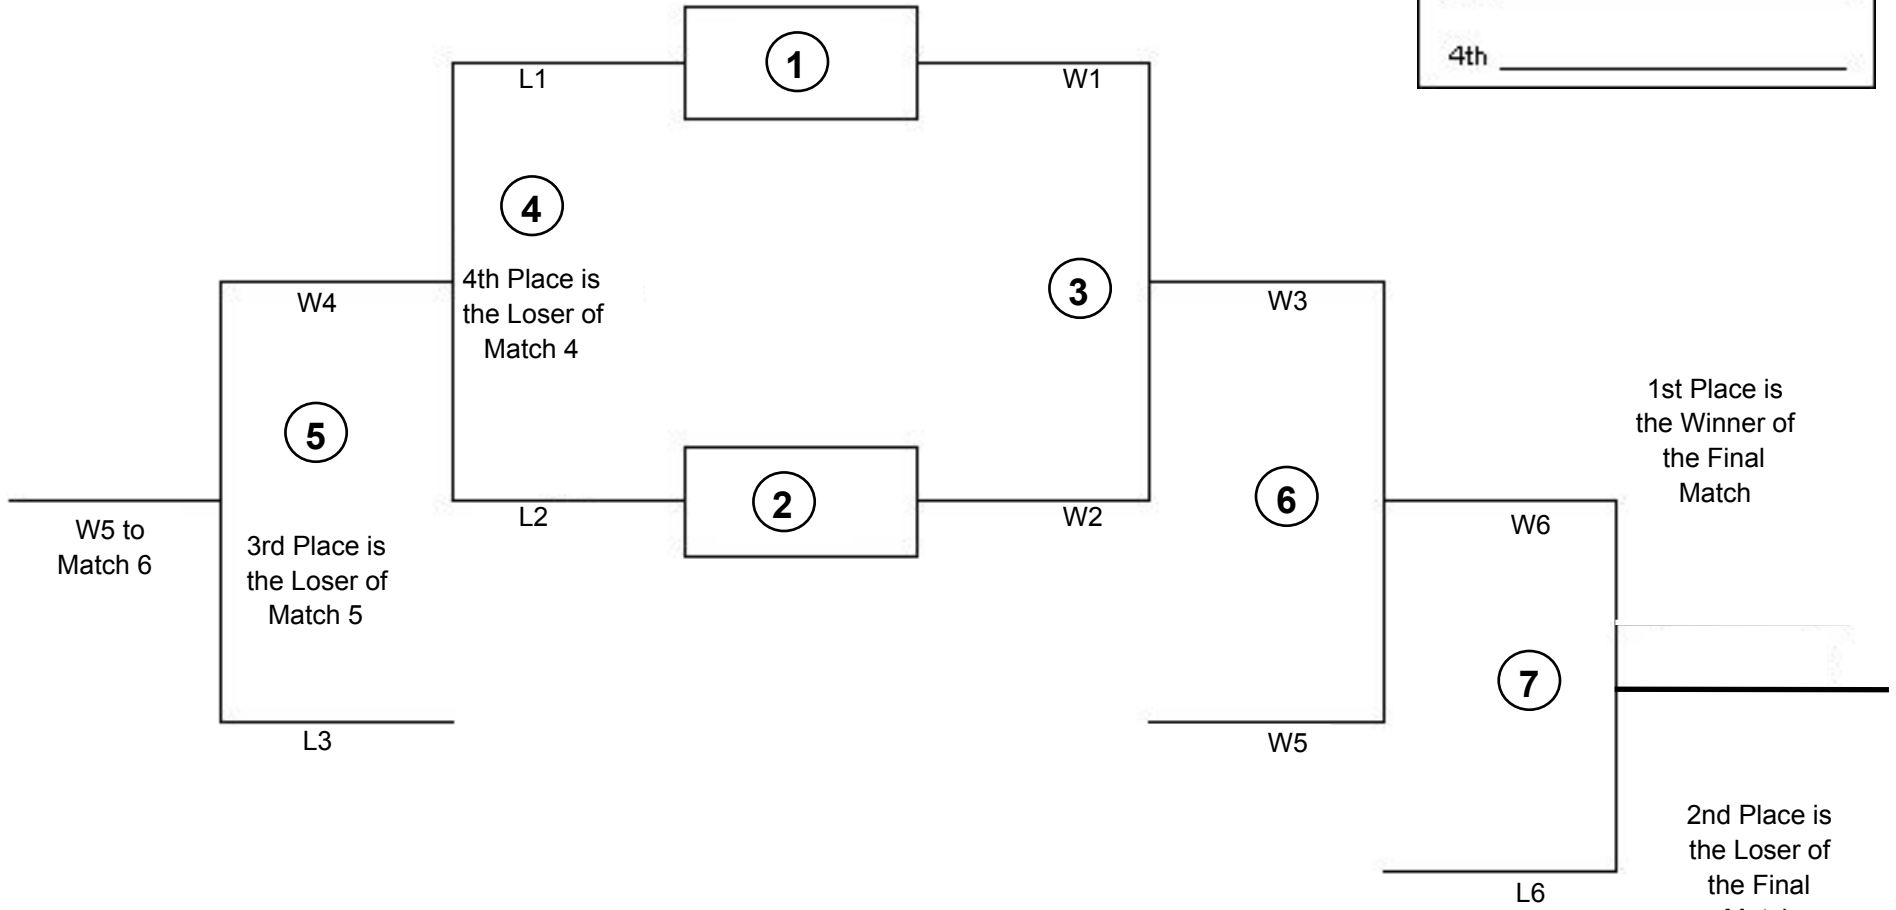 4th
1
L1
W1
4
4th Place is
the Loser of
Match 4
3
W4
W3
1st Place is
the Winner of
the Final
Match
5
2
6
L2
W2
W6
W5 to
Match 6
3rd Place is
the Loser of
Match 5
7
L3
W5
2nd Place is
the Loser of
the Final
L6